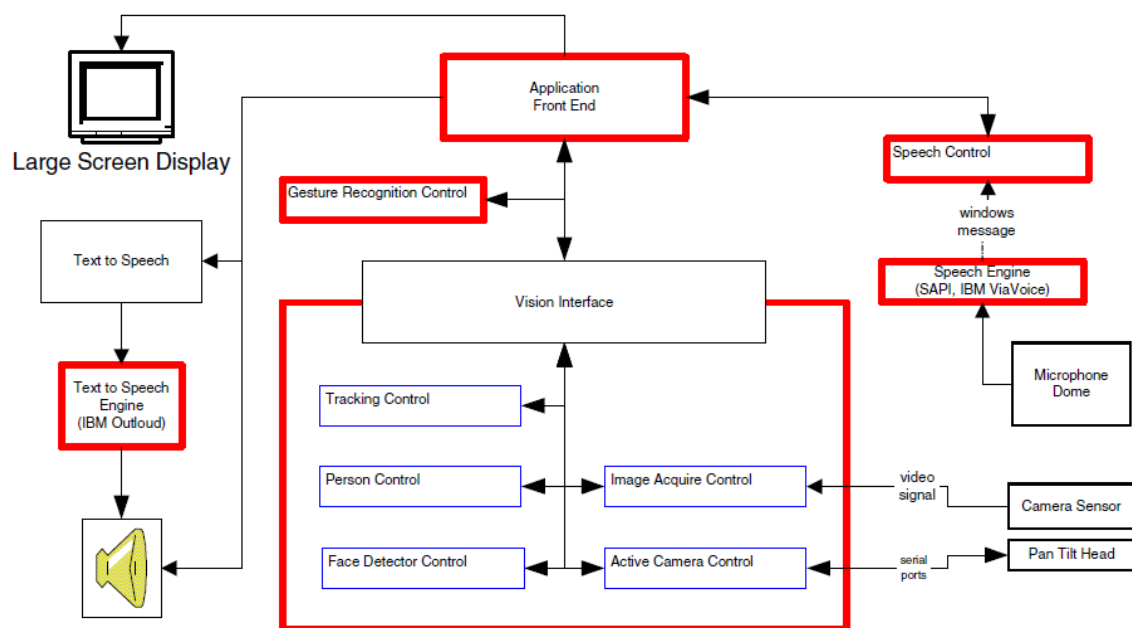 Application
Front End
Large Screen Display
Speech Control
Gesture Recognition Control
windows
message
Text to Speech
Speech Engine
(SAPI, IBM ViaVoice)
Vision Interface
Text to Speech
Engine
(IBM Outloud)
Microphone
Dome
Tracking Control
Person Control
Image Acquire Control
video
signal
Camera Sensor
Face Detector Control
Active Camera Control
serial
ports
Pan Tilt Head